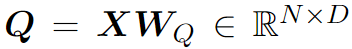 Q = XW_Q ∈ ℝ^{N×D}